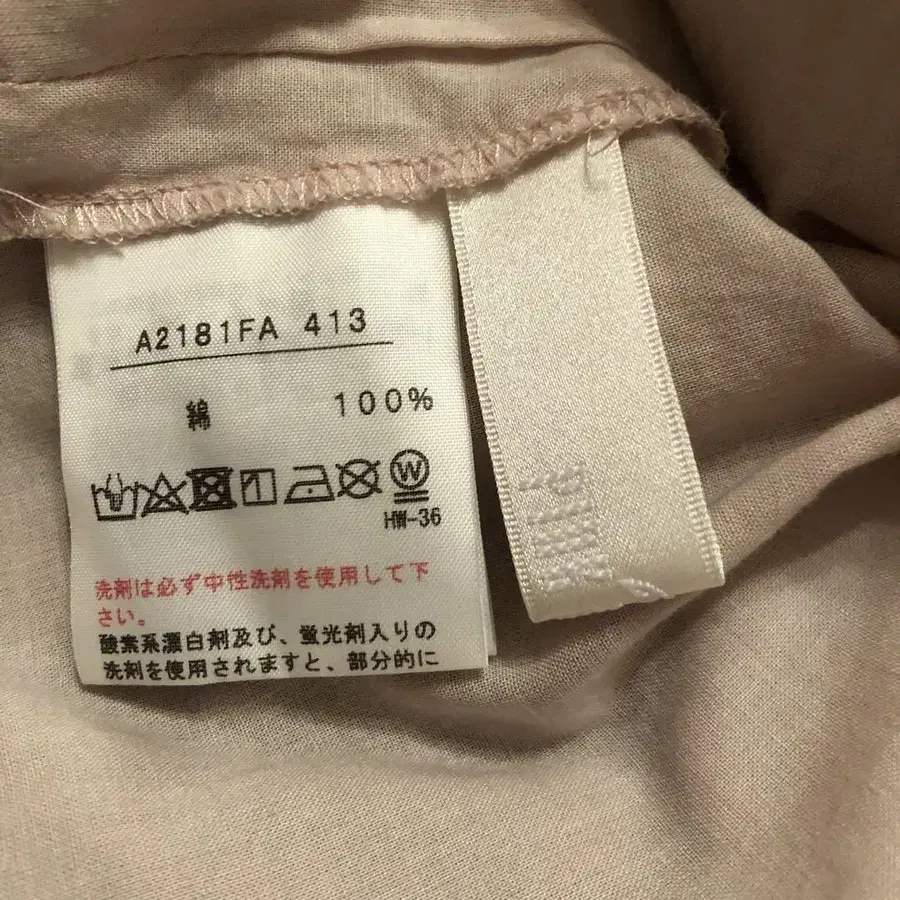 A2181FA 413
綿 100%
W
HW-36
洗剤は必ず中性洗剤を使用して下
さい。
酸素系漂白剤及び、蛍光剤入りの
洗剤を使用されますと、部分的に